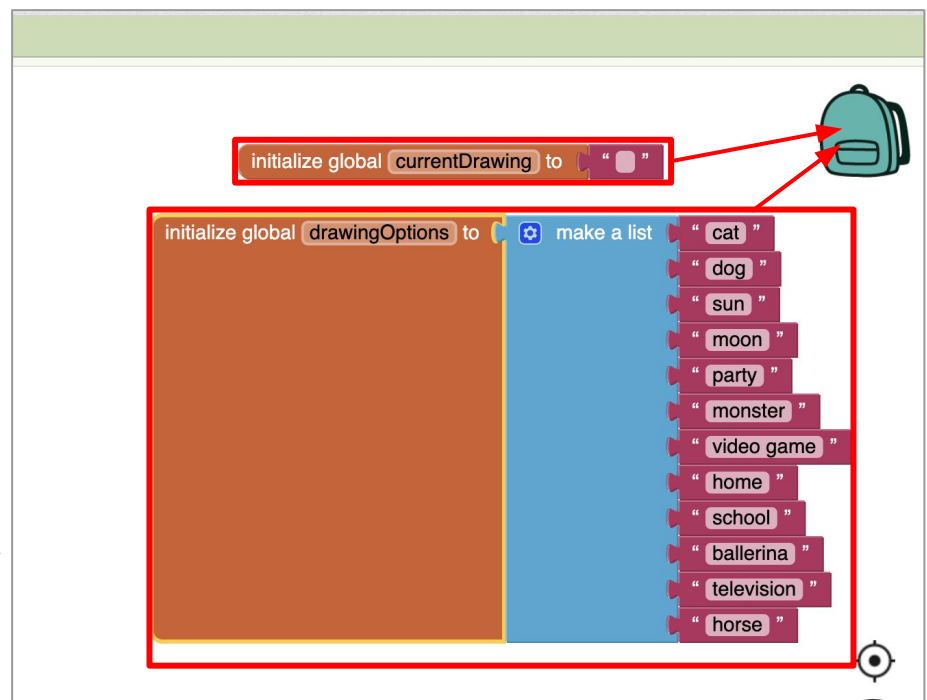 initialize global currentDrawing to " "
initialize global drawingOptions to make a list " cat "
" dog "
" sun "
" moon "
" party "
" monster "
" video game "
" home "
" school "
" ballerina "
" television "
" horse "